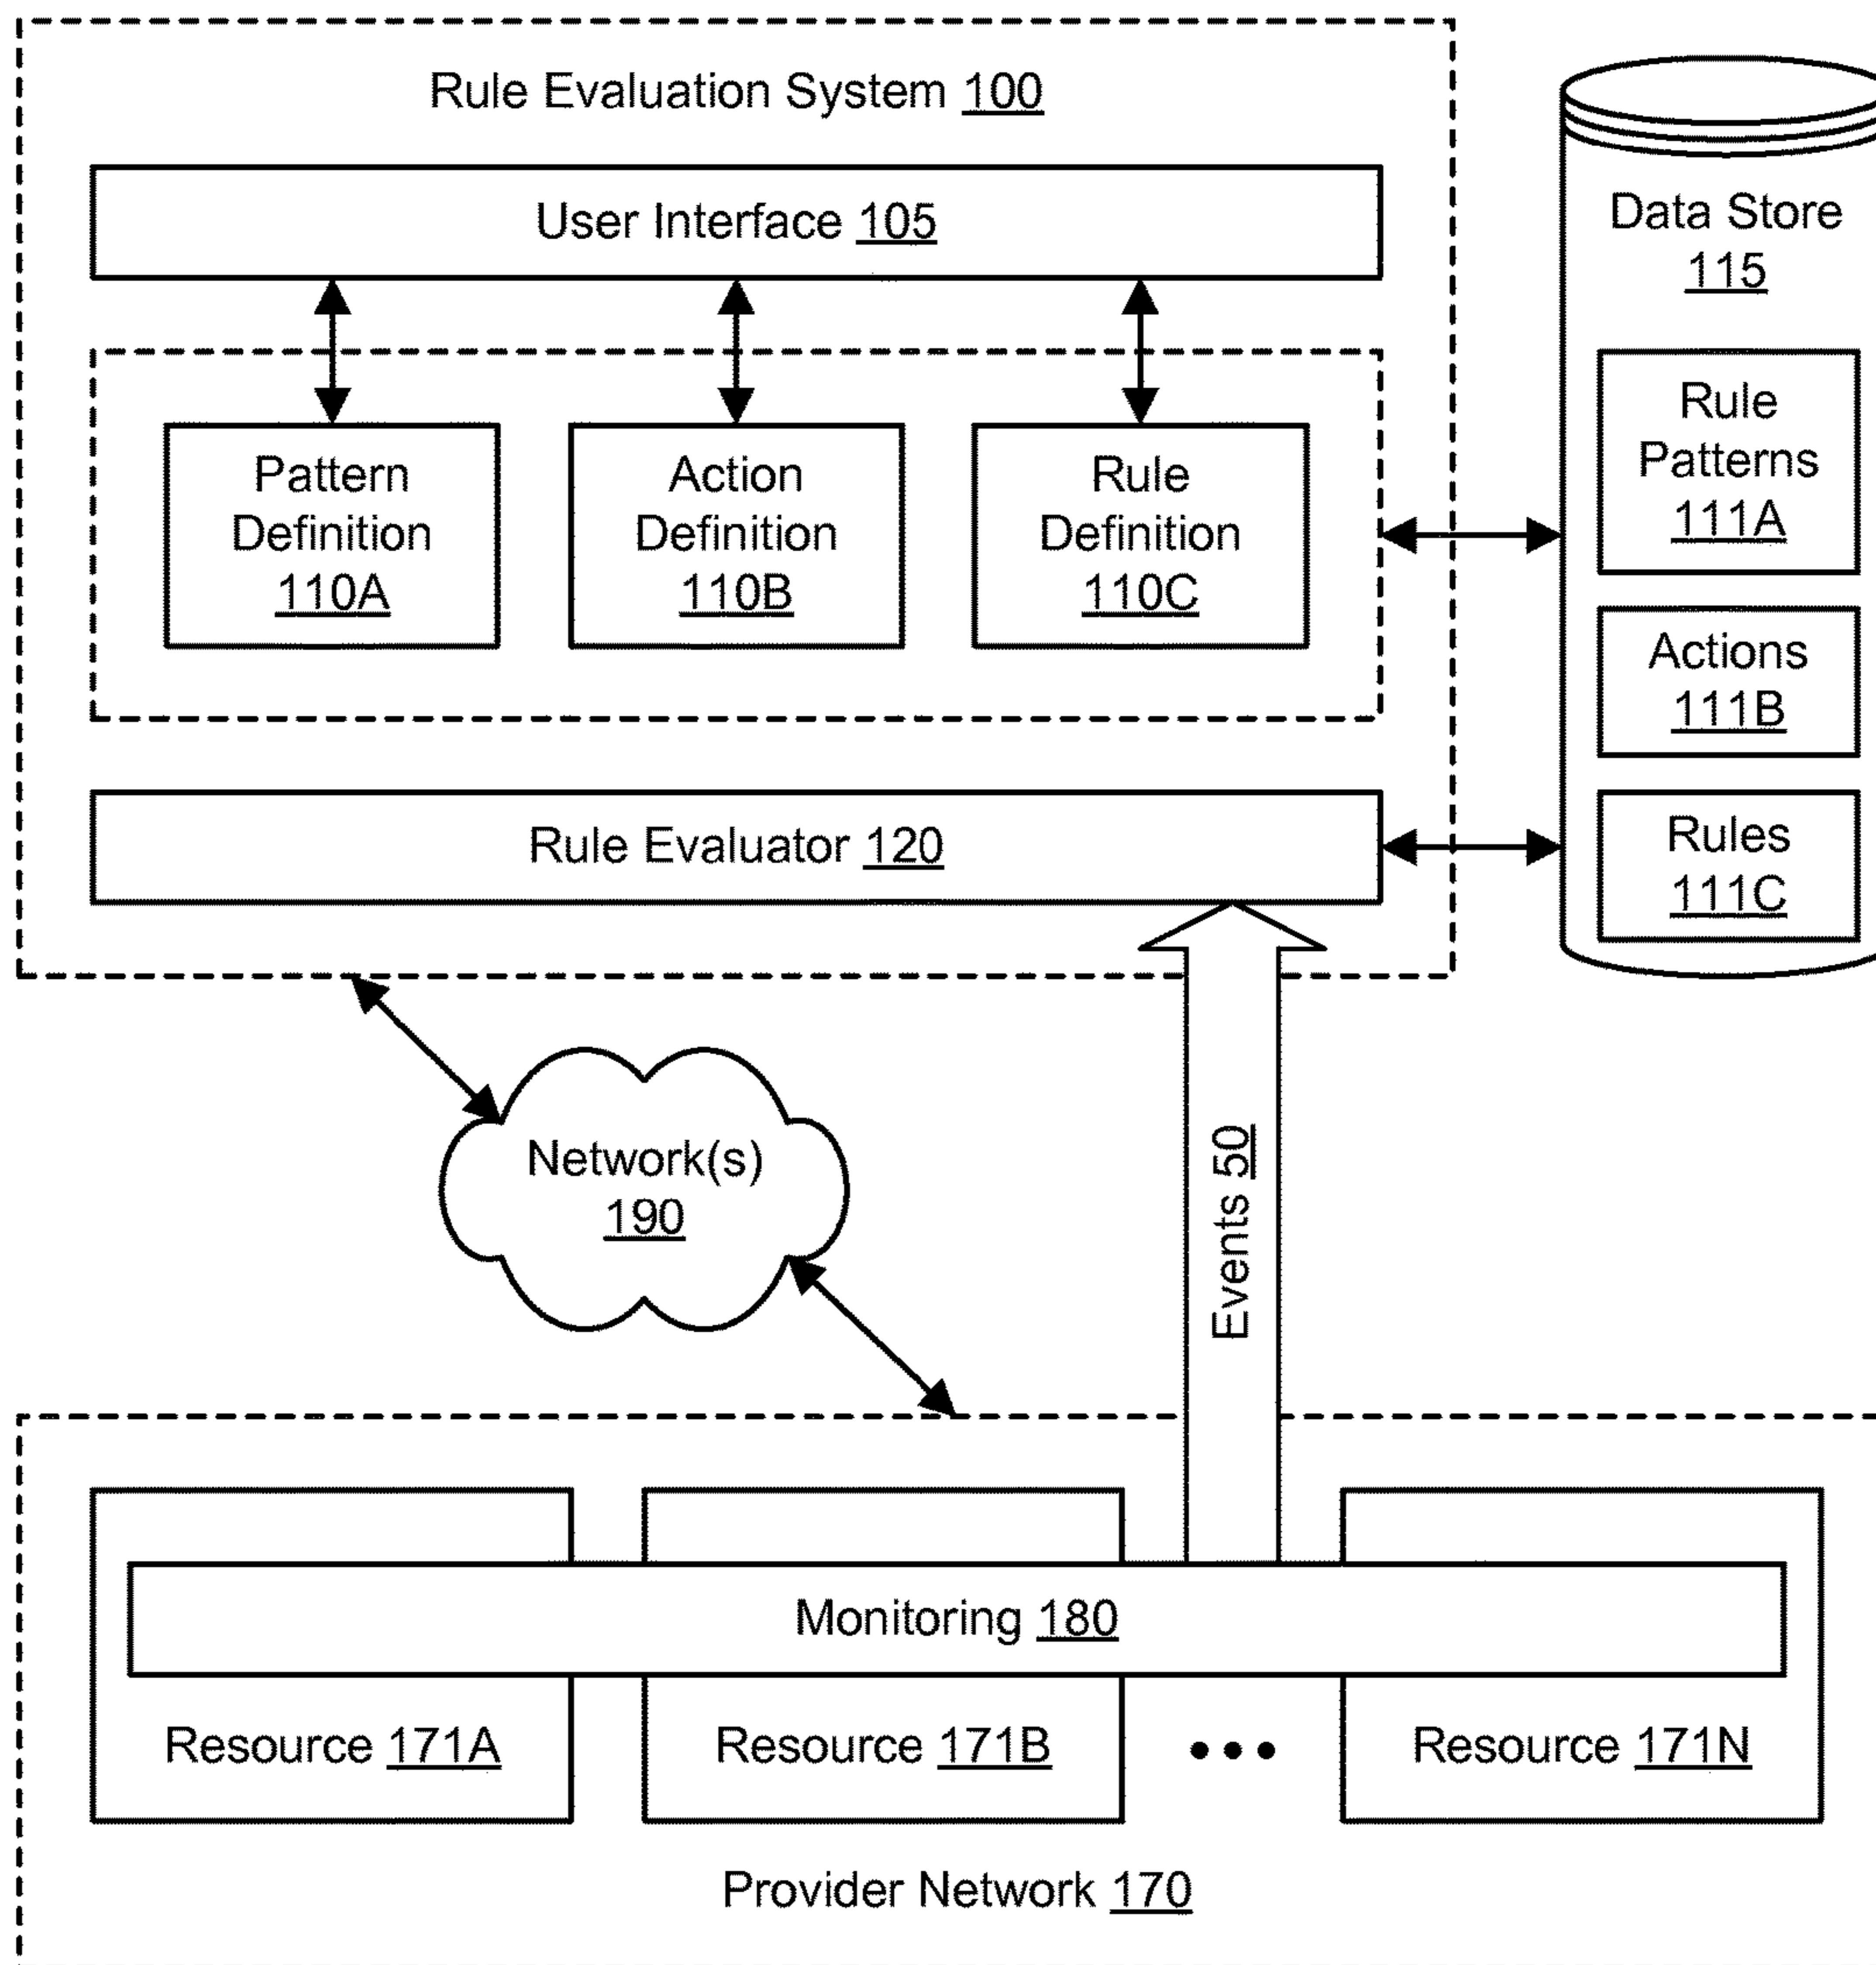 Rule Evaluation System 100
User Interface 105
Pattern
Definition
110A
Action
Definition
110B
Rule
Definition
110C
Rule Evaluator 120
Data Store
115
Rule
Patterns
111A
Actions
111B
Rules
111C
Network(s)
190
Events 50
Monitoring 180
Resource 171A
Resource 171B
Resource 171N
Provider Network 170